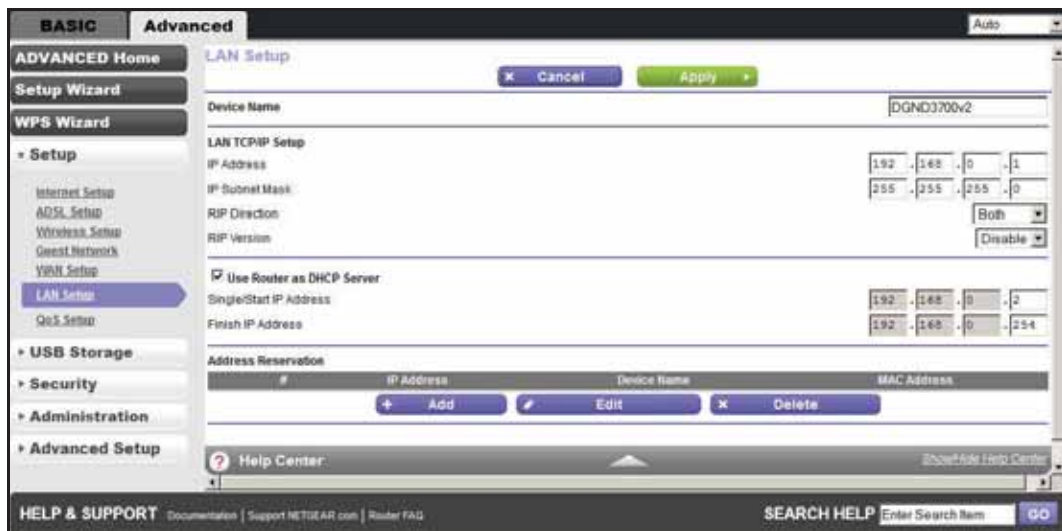 BASIC Advanced Auto
ADVANCED Home
Setup Wizard
WPS Wizard
Setup
Internet Setup
ADSL Setup
Wireless Setup
Guest Network
WAN Setup
LAN Setup
QoS Setup
USB Storage
Security
Administration
Advanced Setup
LAN Setup
Cancel Apply
Device Name DGND3700v2
LAN TCP/IP Setup
IP Address 192 . 168 . 0 . 1
IP Subnet Mask 255 . 255 . 255 . 0
RIP Direction Both
RIP Version Disable
Use Router as DHCP Server
Single/Start IP Address 192 . 168 . 0 . 2
Finish IP Address 192 . 168 . 0 . 254
Address Reservation
# IP Address Device Name MAC Address
Add Edit Delete
? Help Center Show/Hide Help Center
HELP & SUPPORT Documentation | Support NETGEAR.com | Router FAQ SEARCH HELP Enter Search Item GO